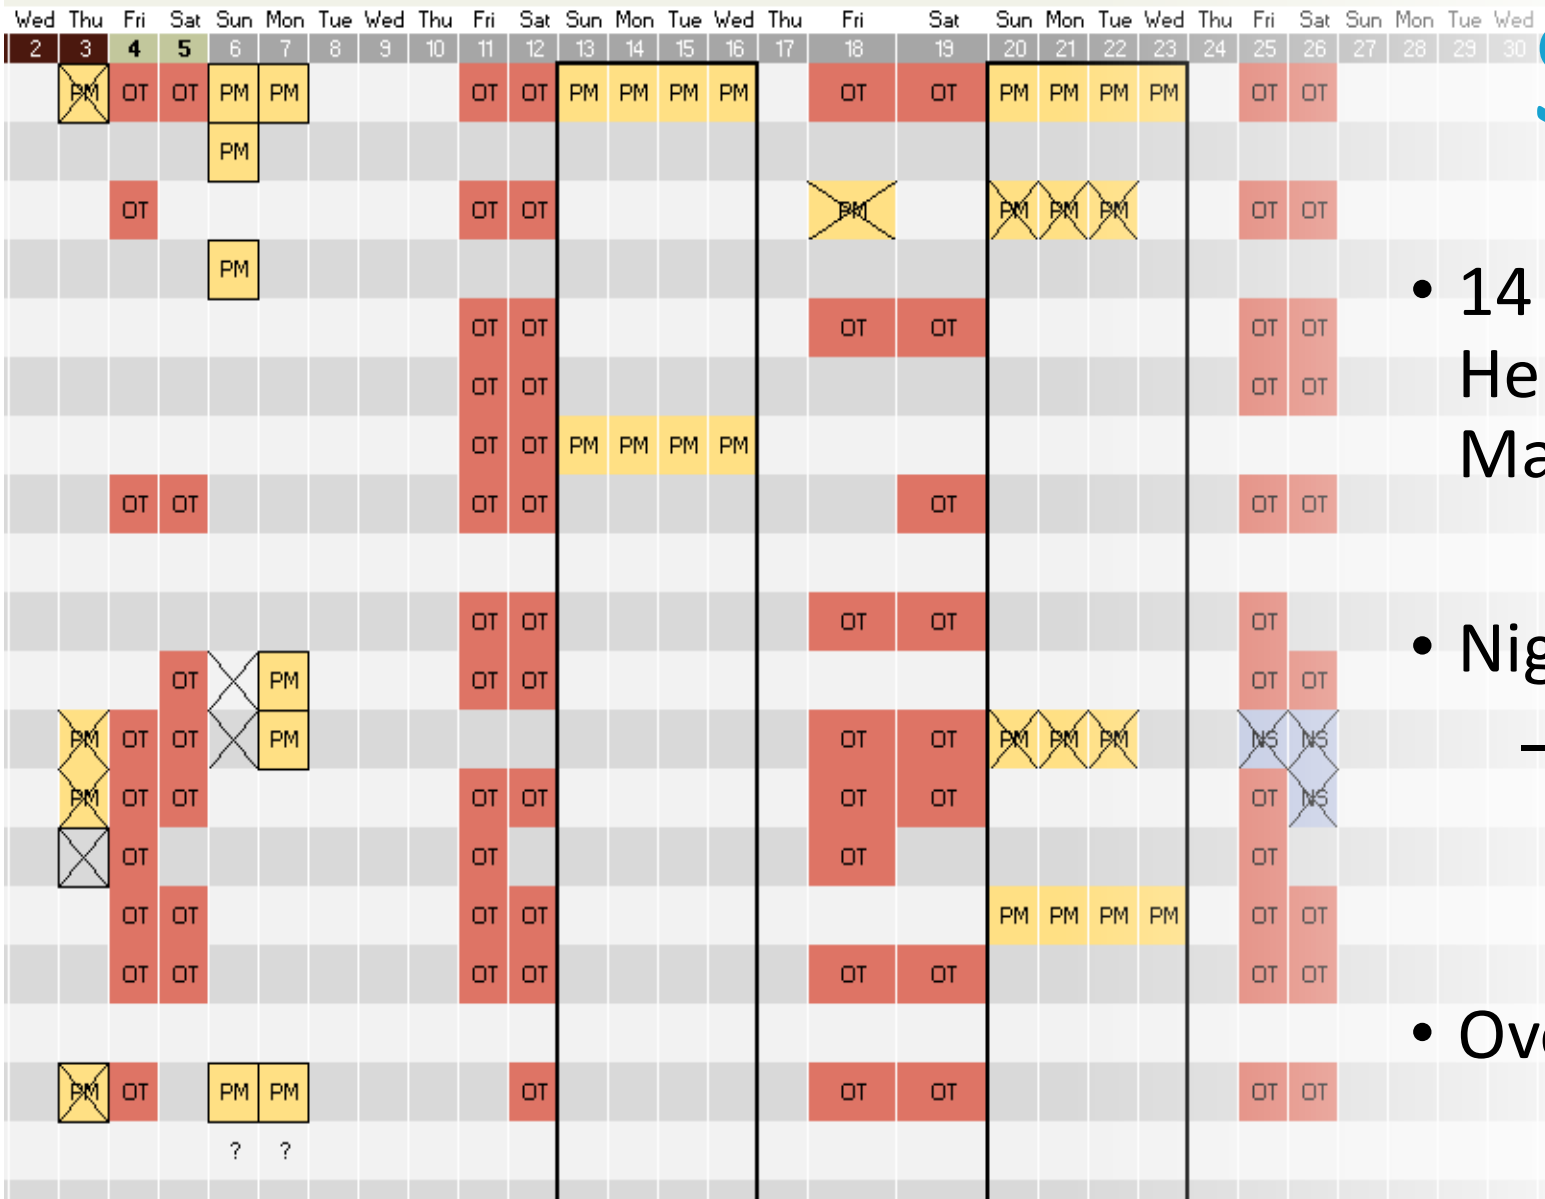 Wed Thu Fri Sat Sun Mon Tue Wed Thu Fri Sat Sun Mon Tue Wed Thu Fri Sat Sun Mon Tue Wed Thu Fri Sat Sun Mon Tue Wed
2 3 4 5 6 7 8 9 10 11 12 13 14 15 16 17 18 19 20 21 22 23 24 25 26 27 28 29 30
PM OT OT PM PM OT OT PM PM PM PM OT OT PM PM PM PM OT OT
PM
OT OT OT PM PM PM PM OT OT
PM
OT OT OT OT OT OT
OT OT OT OT
OT OT PM PM PM PM
OT OT OT OT OT OT OT
OT OT OT OT OT
OT PM OT OT OT OT
PM OT OT PM OT OT PM PM PM NS NS
PM OT OT OT OT OT OT OT NS
OT OT OT OT
OT OT OT OT PM PM PM PM OT OT
OT OT OT OT OT OT OT OT
PM OT PM PM OT OT OT OT OT
? ?
• 14
He
Ma
• Nig
–
• Ove